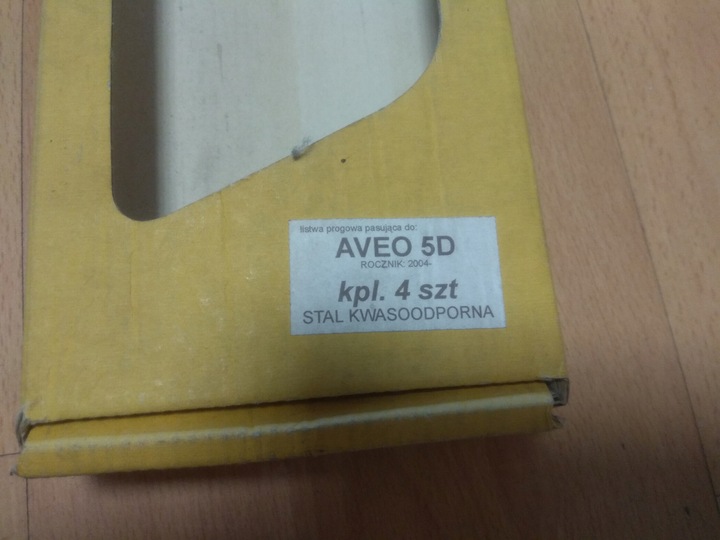 listwa progowa pasująca do:
AVEO 5D
ROCZNIK: 2004-
kpl. 4 szt
STAL KWASOODPORNA